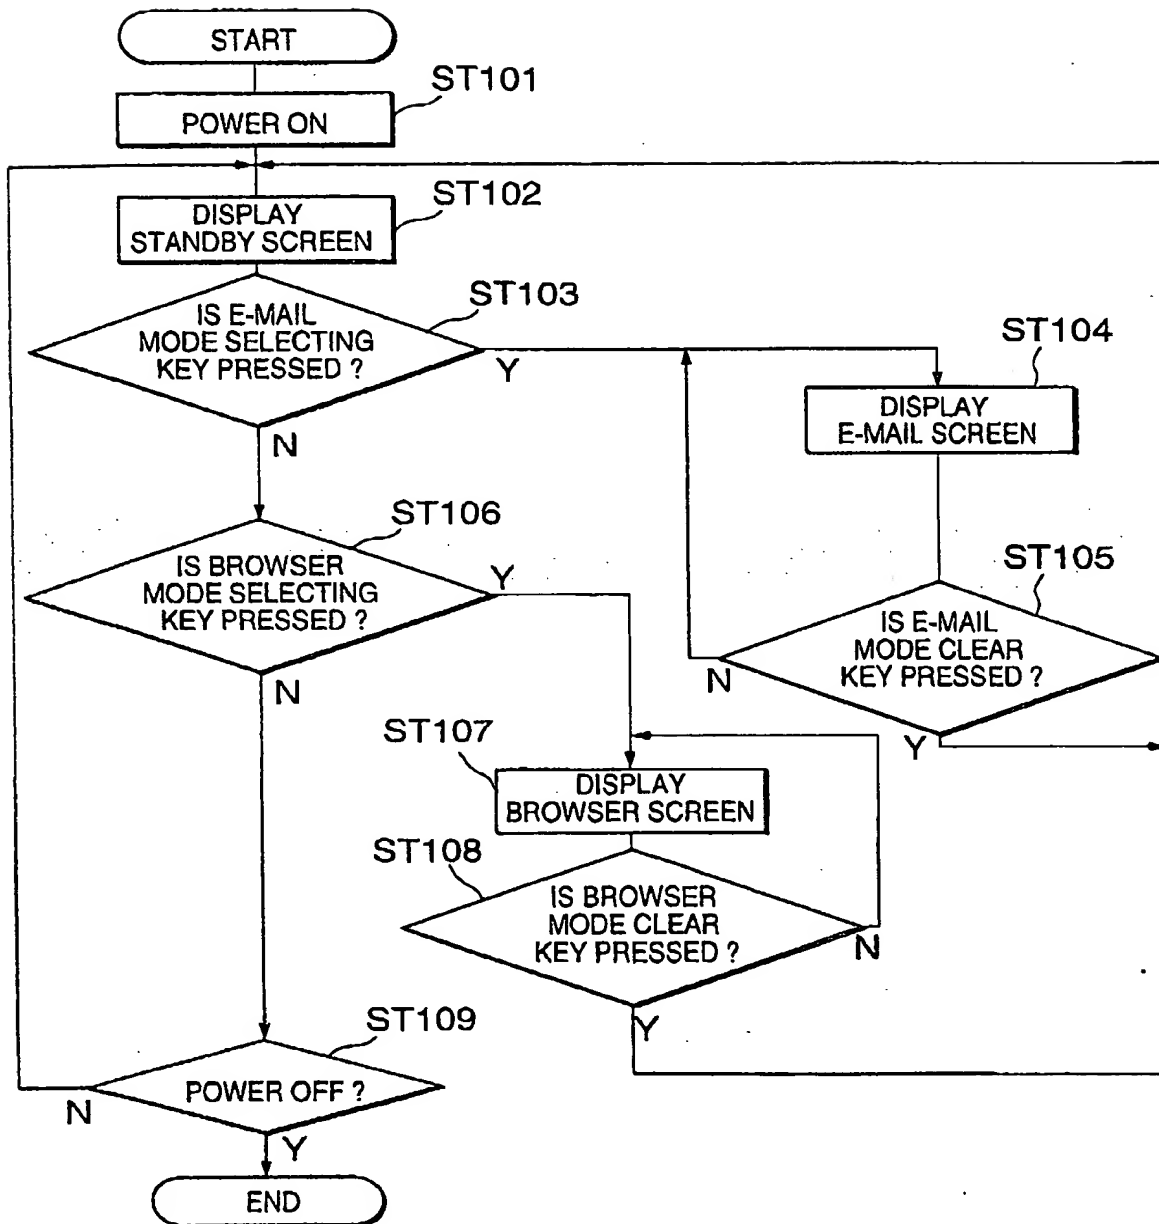 START
ST101
POWER ON
ST102
DISPLAY
STANDBY SCREEN
ST103
IS E-MAIL
MODE SELECTING
KEY PRESSED ?
Y
N
ST104
DISPLAY
E-MAIL SCREEN
ST105
IS E-MAIL
MODE CLEAR
KEY PRESSED ?
N
Y
ST106
IS BROWSER
MODE SELECTING
KEY PRESSED ?
Y
N
ST107
DISPLAY
BROWSER SCREEN
ST108
IS BROWSER
MODE CLEAR
KEY PRESSED ?
N
Y
ST109
POWER OFF ?
N
Y
END